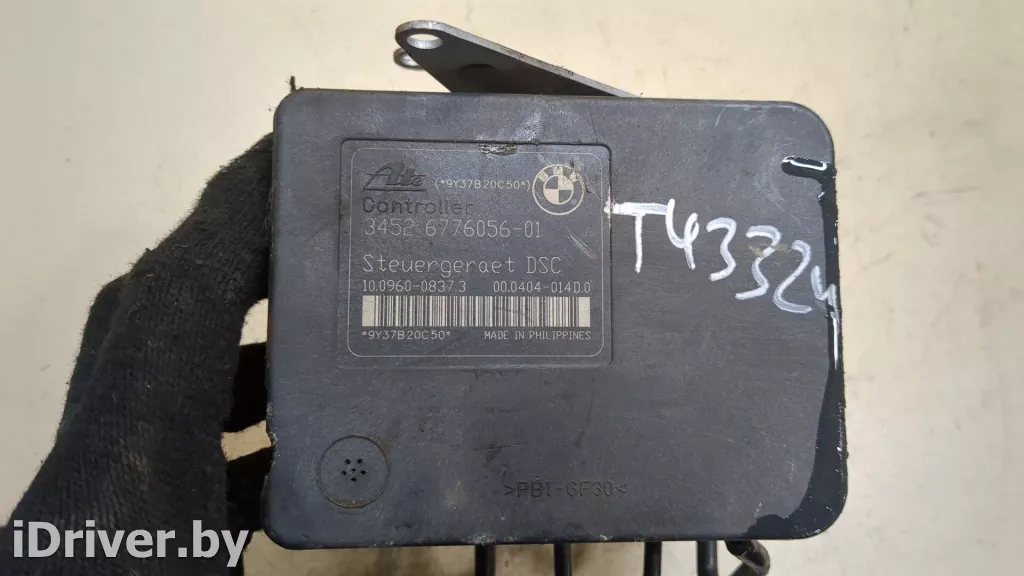 Ate (*9Y37B20C50*) BMW
Controller
3452 6776056-01
Steuergeraet DSC
10.0960-0837.3 00.0404-014D.0
*9Y37B20C50* MADE IN PHILIPPINES
T43324
>PBT-GF30<
iDriver.by